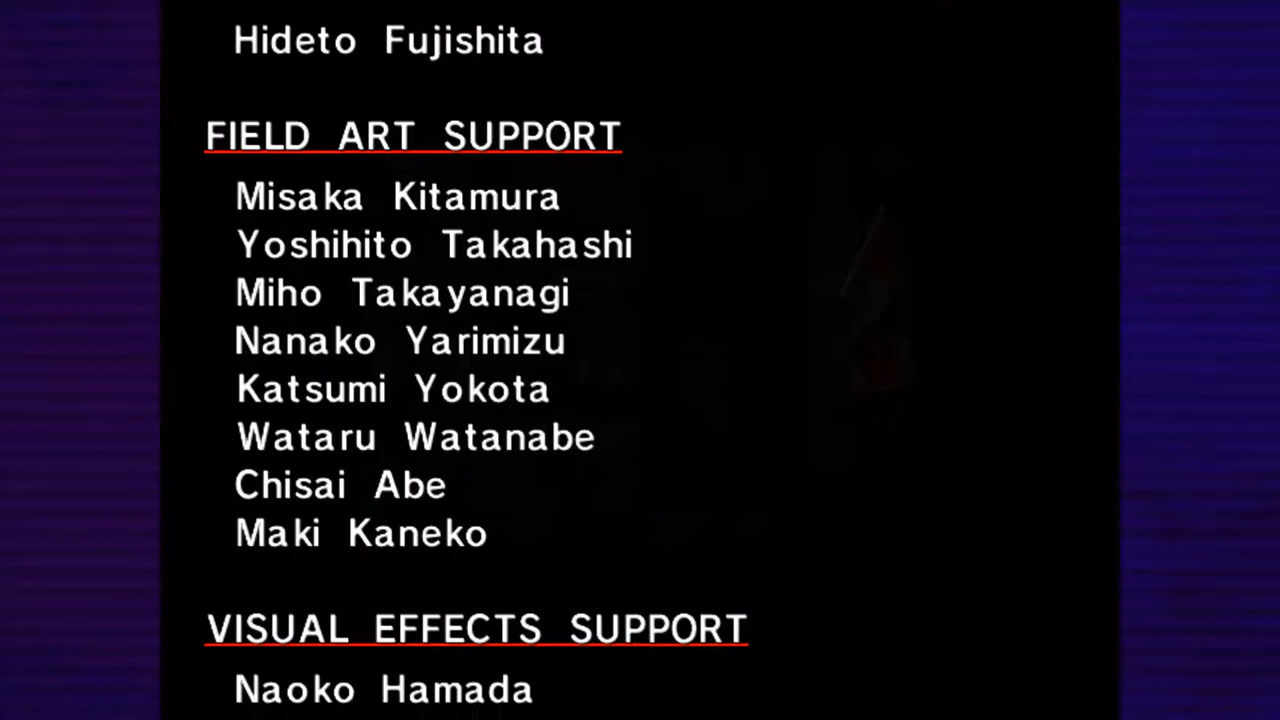 Hideto Fujishita
FIELD ART SUPPORT
Misaka Kitamura
Yoshihito Takahashi
Miho Takayanagi
Nanako Yarimizu
Katsumi Yokota
Wataru Watanabe
Chisai Abe
Maki Kaneko
VISUAL EFFECTS SUPPORT
Naoko Hamada